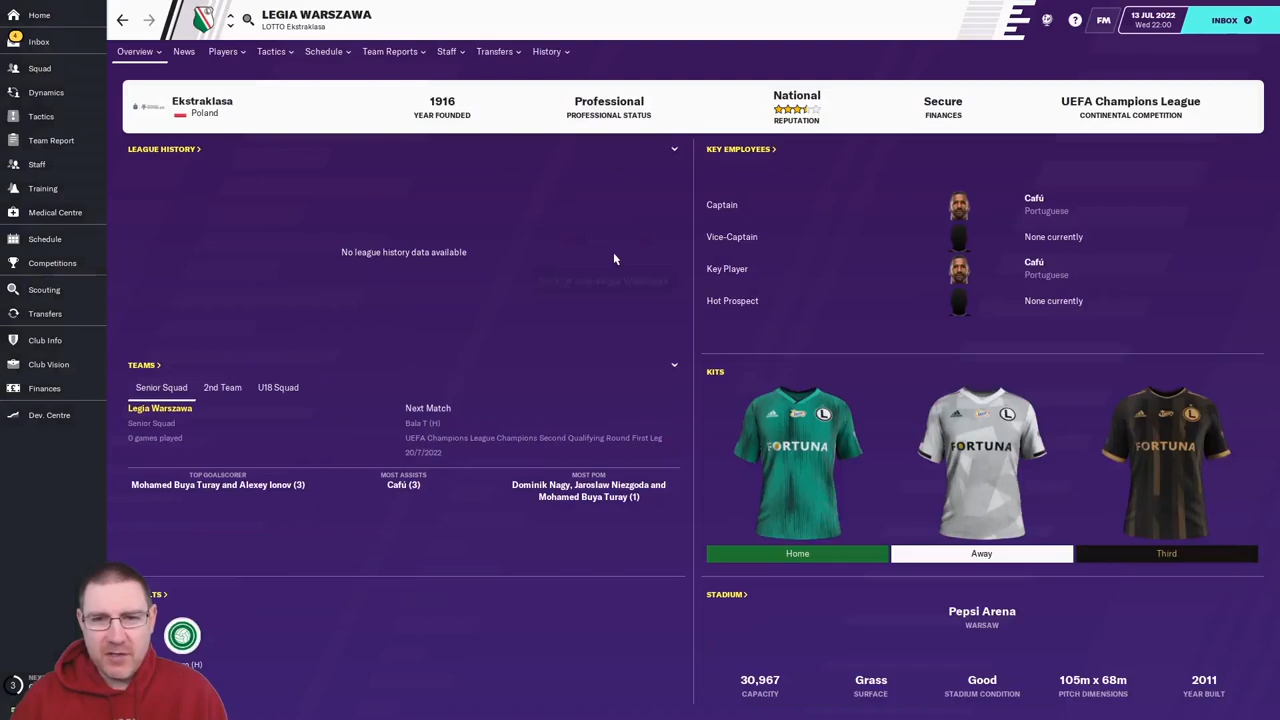 Home
4
Inbox
Squad
Dynamics
Tactics
Team Report
Staff
Training
Medical Centre
Schedule
Competitions
Scouting
Transfers
Club Info
Club Vision
Finances
Dev. Centre
3 NEX
LEGIA WARSZAWA
LOTTO Ekstraklasa
? FM
13 JUL 2022
Wed 22:00
INBOX
Overview News Players Tactics Schedule Team Reports Staff Transfers History
Ekstraklasa
Poland
1916
YEAR FOUNDED
Professional
PROFESSIONAL STATUS
National
REPUTATION
Secure
FINANCES
UEFA Champions League
CONTINENTAL COMPETITION
LEAGUE HISTORY >
No league history data available
TEAMS >
Senior Squad 2nd Team U18 Squad
Legia Warszawa
Senior Squad
0 games played
Next Match
Bala T (H)
UEFA Champions League Champions Second Qualifying Round First Leg
20/7/2022
TOP GOALSCORER
Mohamed Buya Turay and Alexey Ionov (3)
MOST ASSISTS
Cafú (3)
MOST POM
Dominik Nagy, Jaroslaw Niezgoda and
Mohamed Buya Turay (1)
LTS >
(H)
KEY EMPLOYEES >
Captain
Cafú
Portuguese
Vice-Captain
None currently
Key Player
Cafú
Portuguese
Hot Prospect
None currently
KITS
FORTUNA
FORTUNA
FORTUNA
Home
Away
Third
STADIUM >
Pepsi Arena
WARSAW
30,967
CAPACITY
Grass
SURFACE
Good
STADIUM CONDITION
105m x 68m
PITCH DIMENSIONS
2011
YEAR BUILT